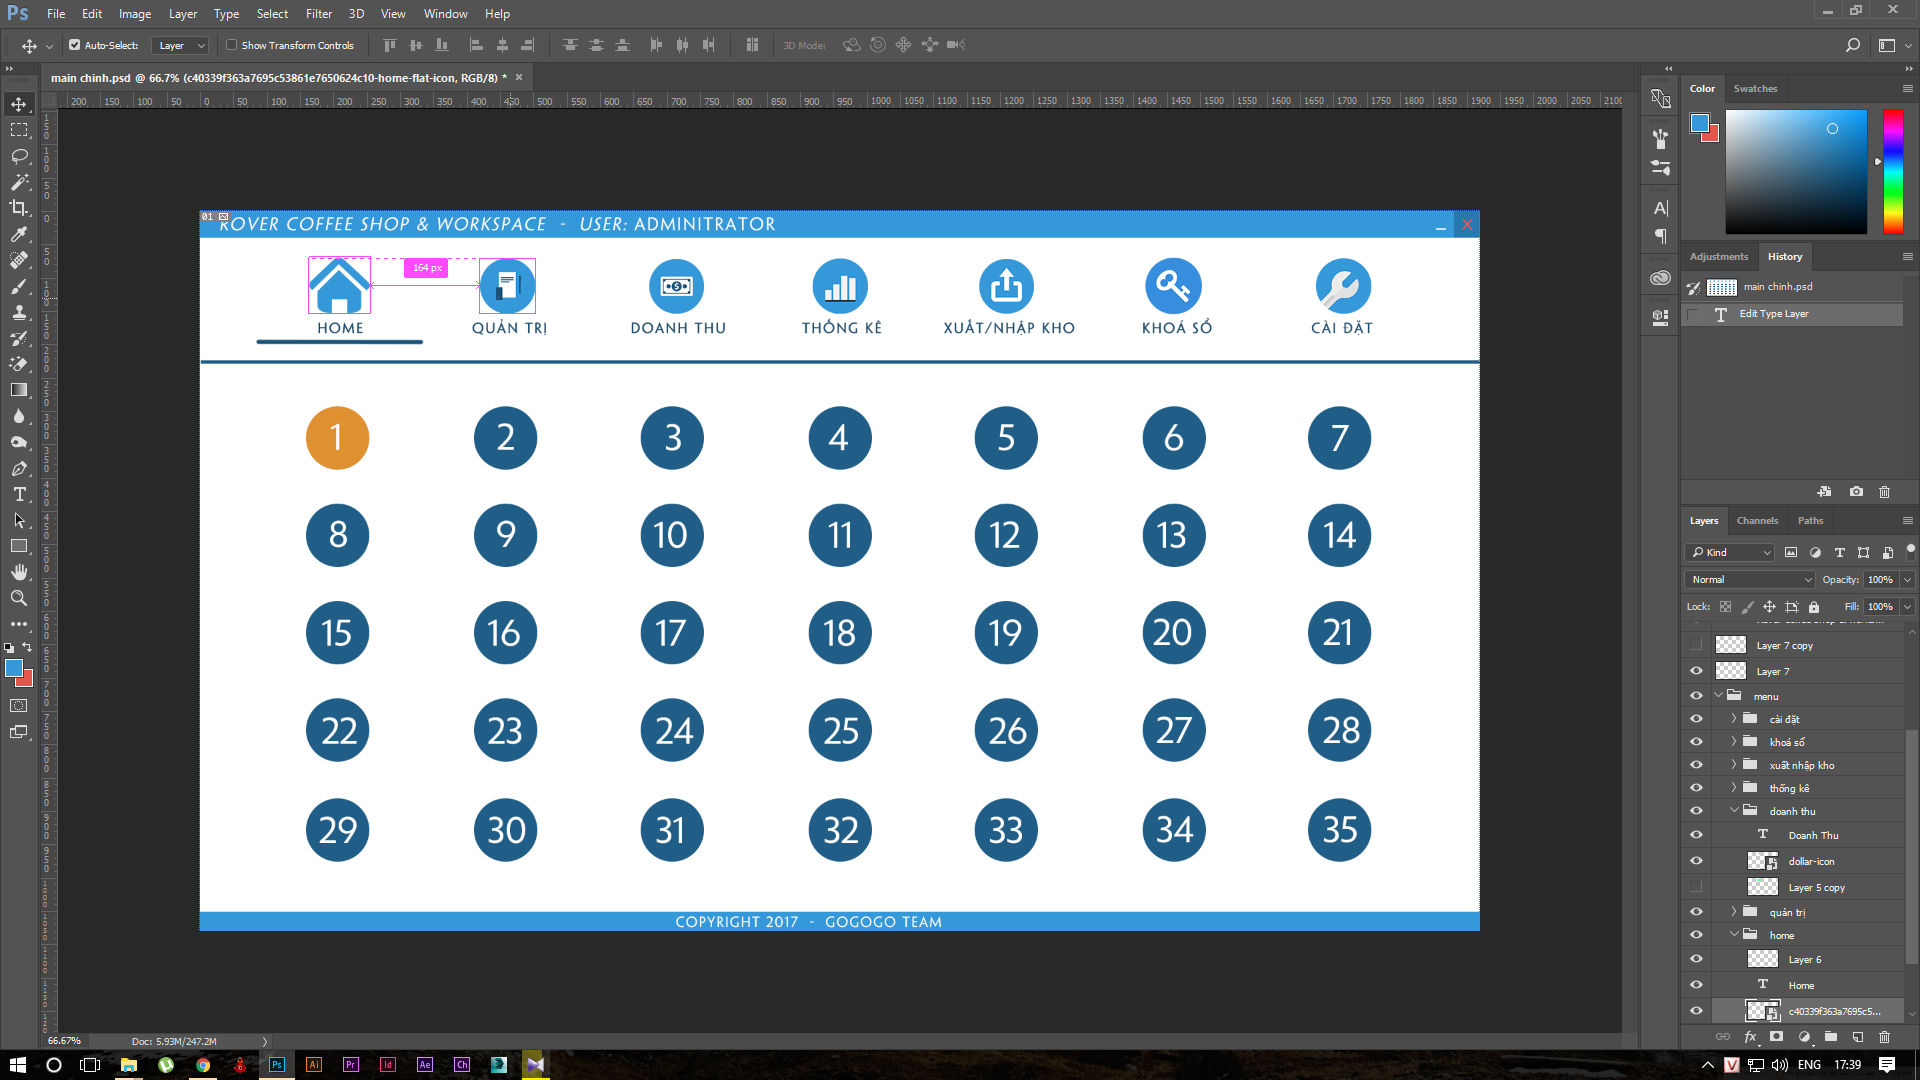 Ps File Edit Image Layer Type Select Filter 3D View Window Help
Auto-Select: Layer Show Transform Controls 3D Mode:
main chinh.psd @ 66.7% (c40339f363a7695c53861e7650624c10-home-flat-icon, RGB/8) *
200 150 100 50 0 50 100 150 200 250 300 350 400 450 500 550 600 650 700 750 800 850 900 950 1000 1050 1100 1150 1200 1250 1300 1350 1400 1450 1500 1550 1600 1650 1700 1750 1800 1850 1900 1950 2000 2050 2100
01
ROVER COFFEE SHOP & WORKSPACE - USER: ADMINITRATOR
164 px
HOME QUẢN TRỊ DOANH THU THỐNG KÊ XUẤT/NHẬP KHO KHOÁ SỔ CÀI ĐẶT
1 2 3 4 5 6 7
8 9 10 11 12 13 14
15 16 17 18 19 20 21
22 23 24 25 26 27 28
29 30 31 32 33 34 35
COPYRIGHT 2017 - GOGOGO TEAM
Color Swatches
Adjustments History
main chinh.psd
Edit Type Layer
Layers Channels Paths
Kind
Normal Opacity: 100%
Lock: Fill: 100%
Layer 7 copy
Layer 7
menu
cài đặt
khoá sổ
xuất nhập kho
thống kê
doanh thu
Doanh Thu
dollar-icon
Layer 5 copy
quản trị
home
Layer 6
Home
c40339f363a7695c5...
66.67% Doc: 5.93M/247.2M
Ps Ai Pr Id Ae Ch V ENG 17:39